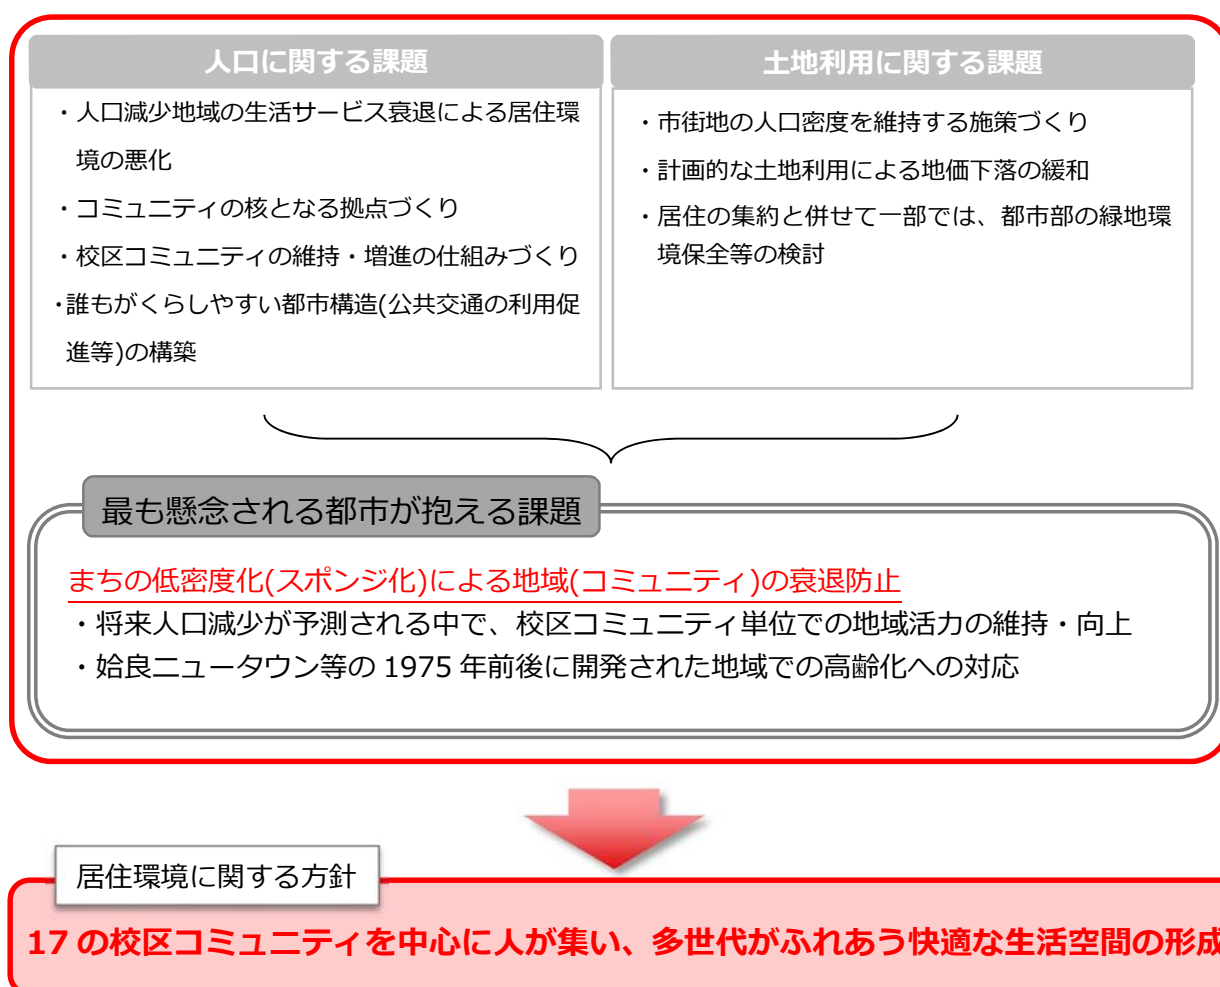 人口に関する課題
・人口減少地域の生活サービス衰退による居住環
境の悪化
・コミュニティの核となる拠点づくり
・校区コミュニティの維持・増進の仕組みづくり
・誰もがくらしやすい都市構造(公共交通の利用促
進等)の構築
土地利用に関する課題
・市街地の人口密度を維持する施策づくり
・計画的な土地利用による地価下落の緩和
・居住の集約と併せて一部では、都市部の緑地環
境保全等の検討
最も懸念される都市が抱える課題
まちの低密度化(スポンジ化)による地域(コミュニティ)の衰退防止
・将来人口減少が予測される中で、校区コミュニティ単位での地域活力の維持・向上
・姶良ニュータウン等の 1975 年前後に開発された地域での高齢化への対応
居住環境に関する方針
17 の校区コミュニティを中心に人が集い、多世代がふれあう快適な生活空間の形成